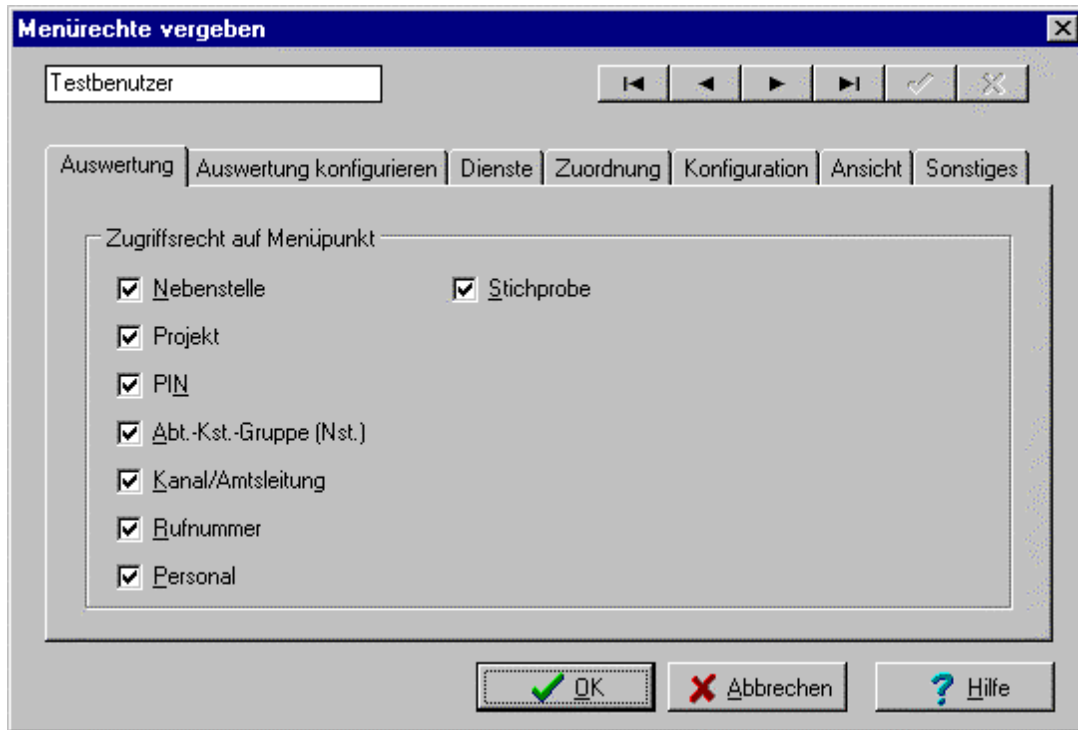 Menürechte vergeben
Testbenutzer
Auswertung Auswertung konfigurieren Dienste Zuordnung Konfiguration Ansicht Sonstiges
Zugriffsrecht auf Menüpunkt
Nebenstelle Stichprobe
Projekt
PIN
Abt.-Kst.-Gruppe (Nst.)
Kanal/Amtsleitung
Rufnummer
Personal
OK Abbrechen ? Hilfe